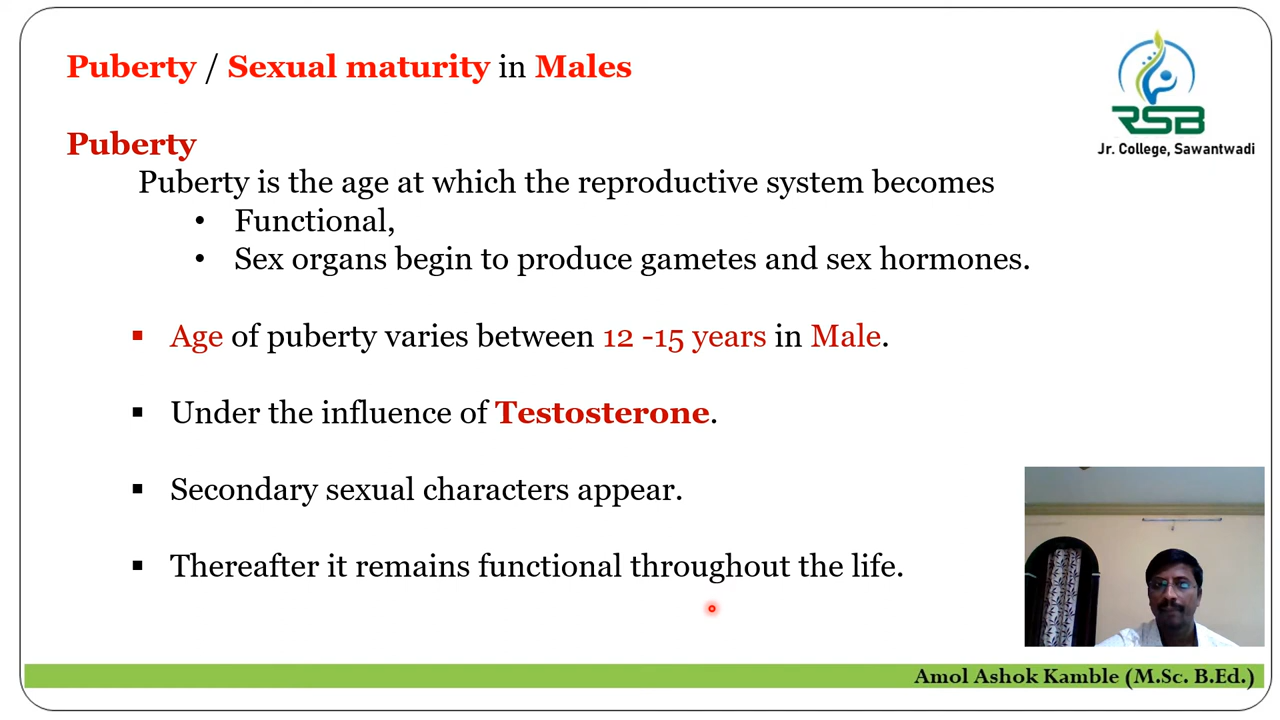 Puberty / Sexual maturity in Males
RSB
Jr. College, Sawantwadi
Puberty
Puberty is the age at which the reproductive system becomes
• Functional,
• Sex organs begin to produce gametes and sex hormones.
▪ Age of puberty varies between 12 -15 years in Male.
▪ Under the influence of Testosterone.
▪ Secondary sexual characters appear.
▪ Thereafter it remains functional throughout the life.
Amol Ashok Kamble (M.Sc. B.Ed.)